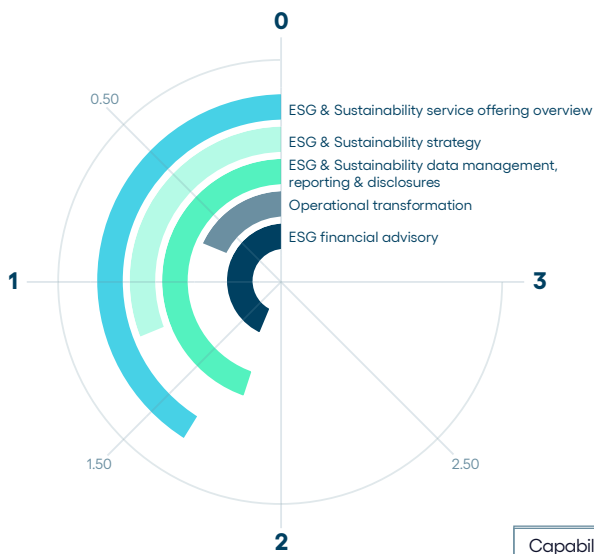 0
0.50
ESG & Sustainability service offering overview
ESG & Sustainability strategy
ESG & Sustainability data management,
reporting & disclosures
Operational transformation
ESG financial advisory
1
3
1.50
2.50
2
Capabil